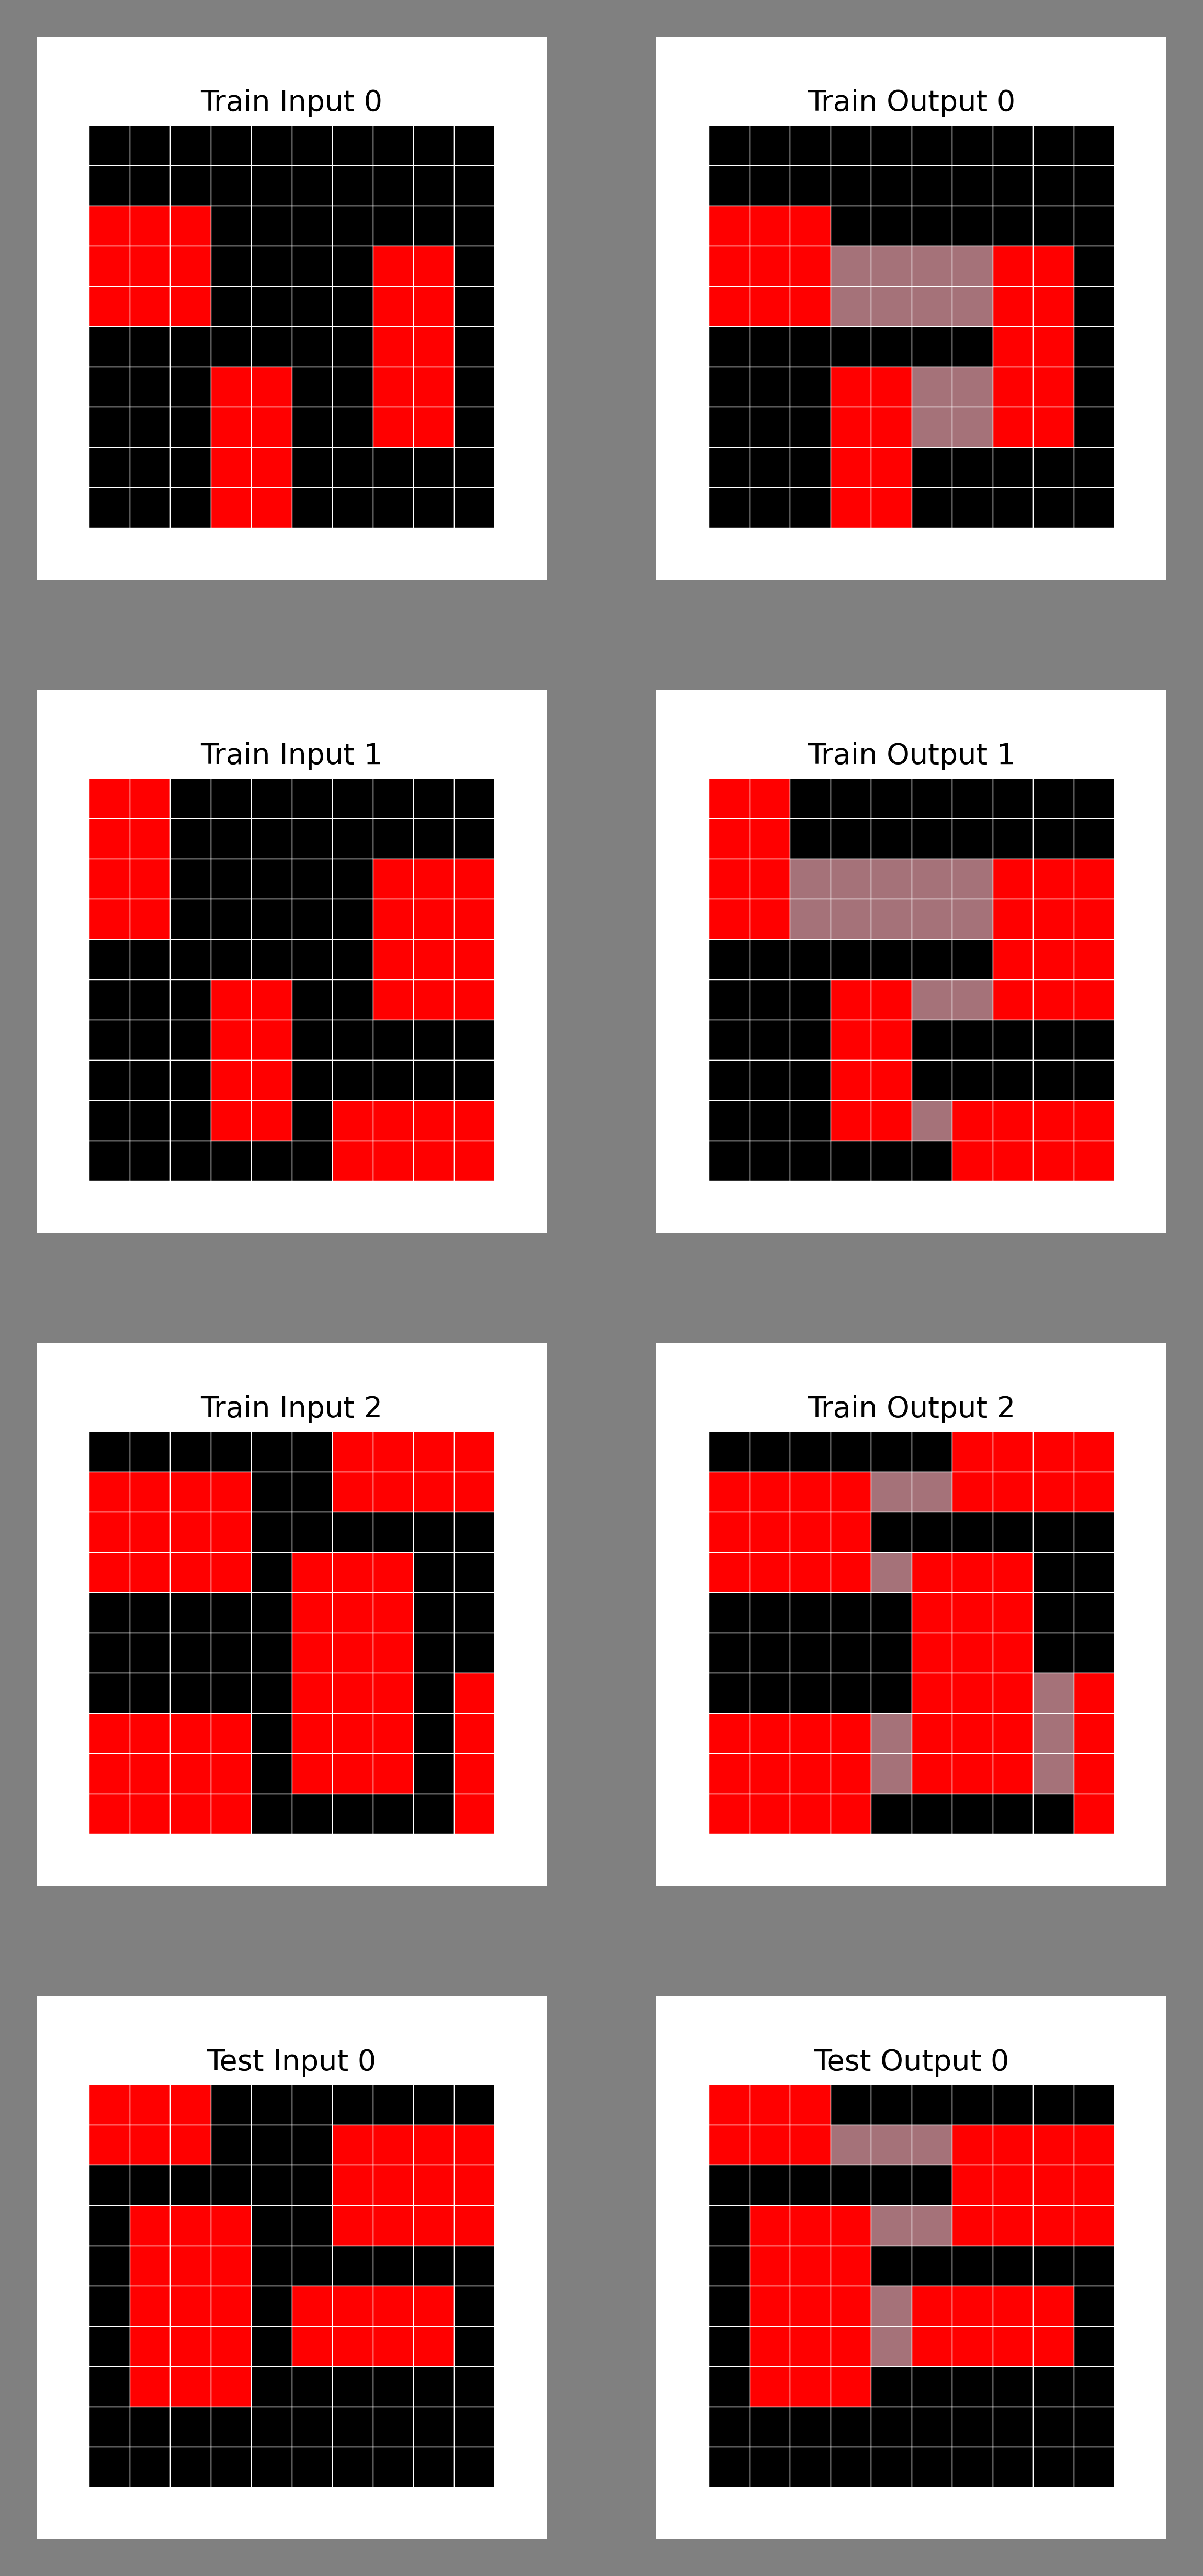 Train Input 0
Train Output 0
Train Input 1
Train Output 1
Train Input 2
Train Output 2
Test Input 0
Test Output 0